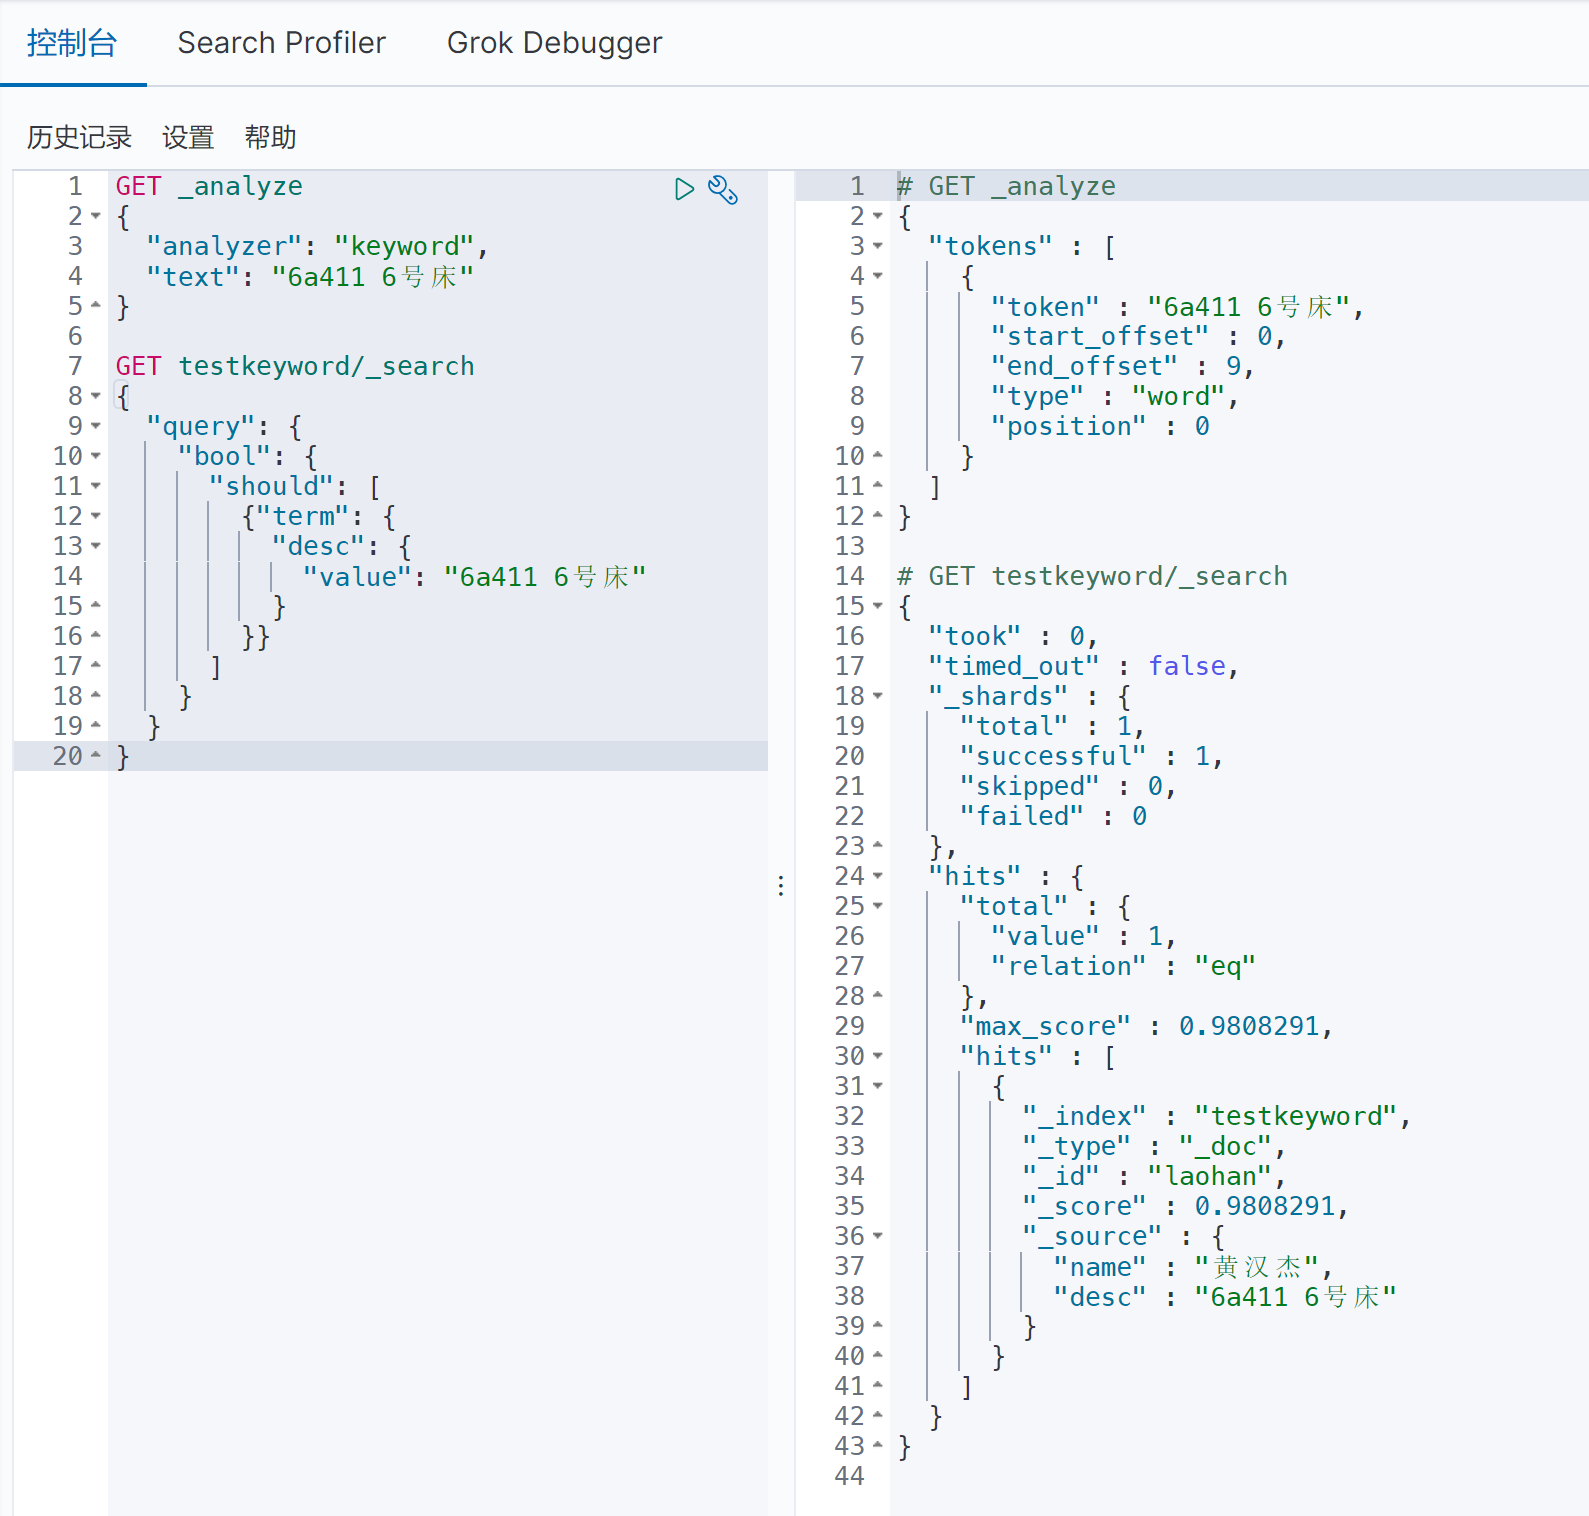 控制台 Search Profiler Grok Debugger
历史记录 设置 帮助
1 GET _analyze
2 {
3 "analyzer": "keyword",
4 "text": "6a411 6号床"
5 }
6
7 GET testkeyword/_search
8 {
9 "query": {
10 "bool": {
11 "should": [
12 {"term": {
13 "desc": {
14 "value": "6a411 6号床"
15 }
16 }}
17 ]
18 }
19 }
20 }
1 # GET _analyze
2 {
3 "tokens" : [
4 {
5 "token" : "6a411 6号床",
6 "start_offset" : 0,
7 "end_offset" : 9,
8 "type" : "word",
9 "position" : 0
10 }
11 ]
12 }
13
14 # GET testkeyword/_search
15 {
16 "took" : 0,
17 "timed_out" : false,
18 "_shards" : {
19 "total" : 1,
20 "successful" : 1,
21 "skipped" : 0,
22 "failed" : 0
23 },
24 "hits" : {
25 "total" : {
26 "value" : 1,
27 "relation" : "eq"
28 },
29 "max_score" : 0.9808291,
30 "hits" : [
31 {
32 "_index" : "testkeyword",
33 "_type" : "_doc",
34 "_id" : "laohan",
35 "_score" : 0.9808291,
36 "_source" : {
37 "name" : "黄汉杰",
38 "desc" : "6a411 6号床"
39 }
40 }
41 ]
42 }
43 }
44